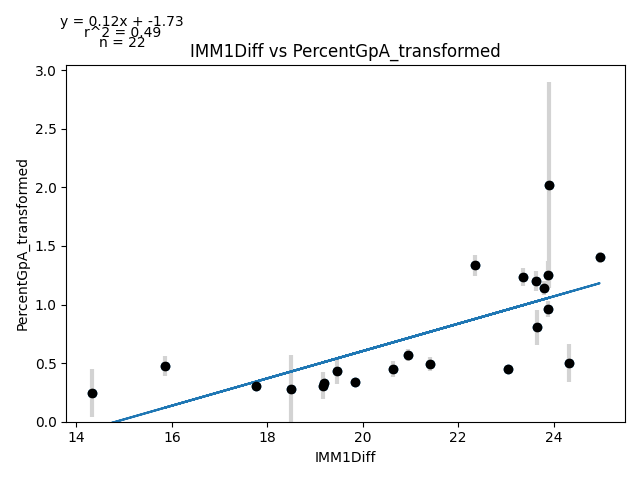 y = 0.12x + -1.73
r^2 = 0.49
n = 22
IMM1Diff vs PercentGpA_transformed
3.0
2.5
2.0
1.5
1.0
0.5
0.0
PercentGpA_transformed
14 16 18 20 22 24
IMM1Diff